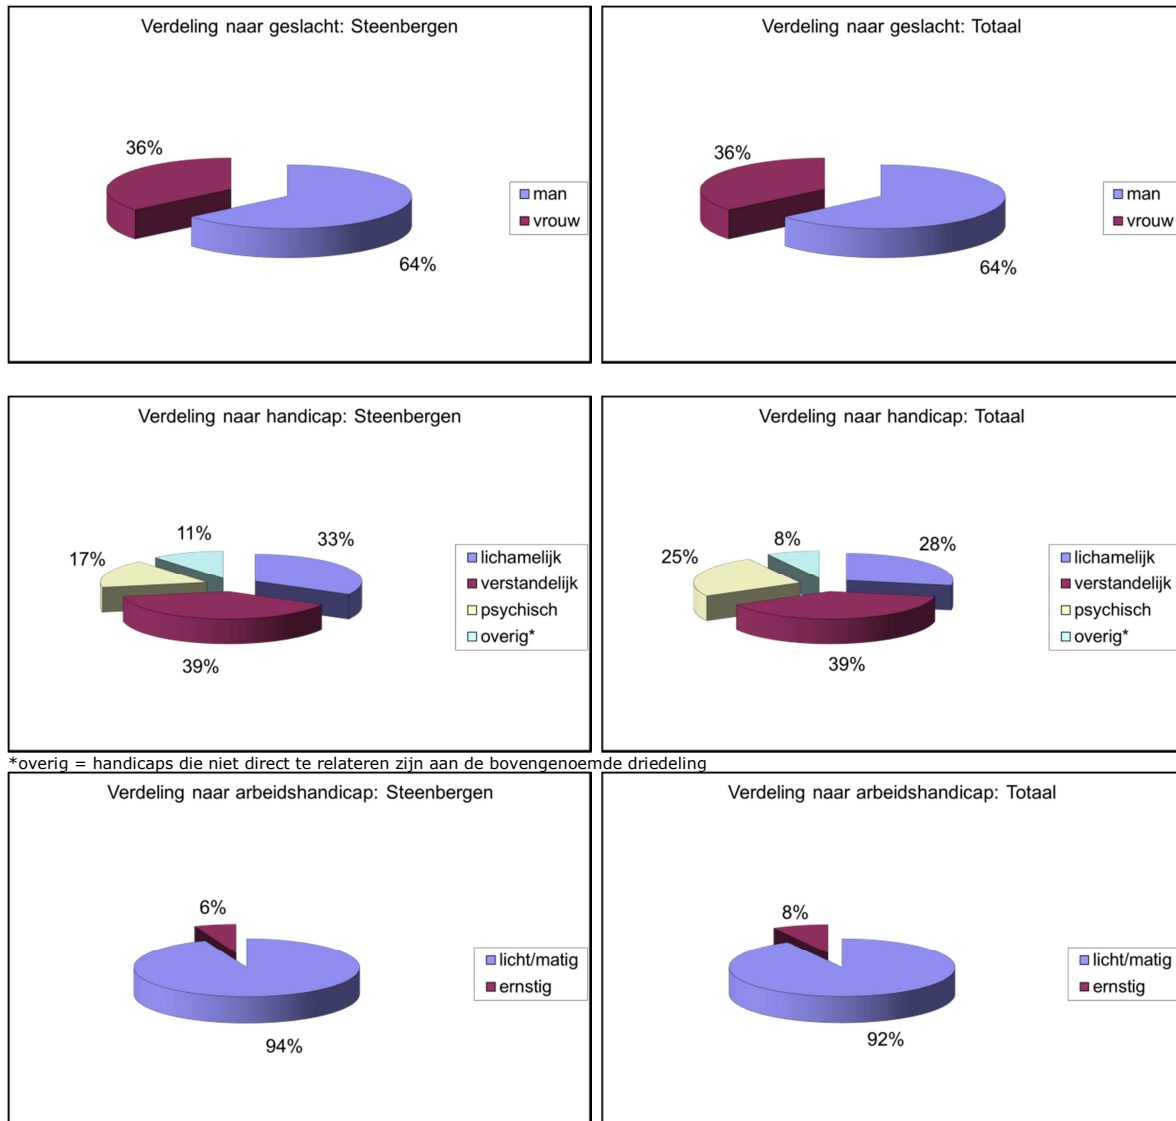 Verdeling naar geslacht: Steenbergen
36%
64%
man
vrouw
Verdeling naar geslacht: Totaal
36%
64%
man
vrouw
Verdeling naar handicap: Steenbergen
17%
11%
33%
39%
lichamelijk
verstandelijk
psychisch
overig*
Verdeling naar handicap: Totaal
25%
8%
28%
39%
lichamelijk
verstandelijk
psychisch
overig*
*overig = handicaps die niet direct te relateren zijn aan de bovengenoemde driedeling
Verdeling naar arbeidshandicap: Steenbergen
6%
94%
licht/matig
ernstig
Verdeling naar arbeidshandicap: Totaal
8%
92%
licht/matig
ernstig